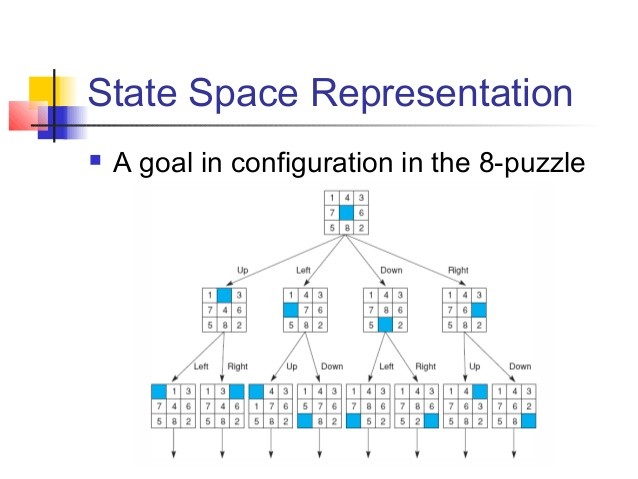 State Space Representation
A goal in configuration in the 8-puzzle
1 4 3
7 6
5 8 2
Up Left Down Right
1 3 1 4 3 1 4 3 1 4 3
7 4 6 7 6 7 8 6 7 6
5 8 2 5 8 2 5 2 5 8 2
Left Right Up Down Left Right Up Down
1 3 1 3 4 3 1 4 3 1 4 3 1 4 3 1 4 1 4 3
7 4 6 7 4 6 1 7 6 5 7 6 7 8 6 7 8 6 7 6 3 7 6 2
5 8 2 5 8 2 5 8 2 8 2 5 2 5 2 5 8 2 5 8